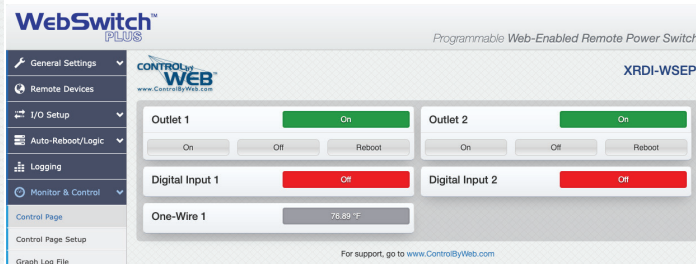 WebSwitch™
PLUS
Programmable Web-Enabled Remote Power Switch
General Settings
Remote Devices
I/O Setup
Auto-Reboot/Logic
Logging
Monitor & Control
Control Page
Control Page Setup
Graph Log File
CONTROL by
WEB™
www.ControlByWeb.com
XRDI-WSEP
Outlet 1 On
On Off Reboot
Outlet 2 On
On Off Reboot
Digital Input 1 Off
Digital Input 2 Off
One-Wire 1 76.89 °F
For support, go to www.ControlByWeb.com